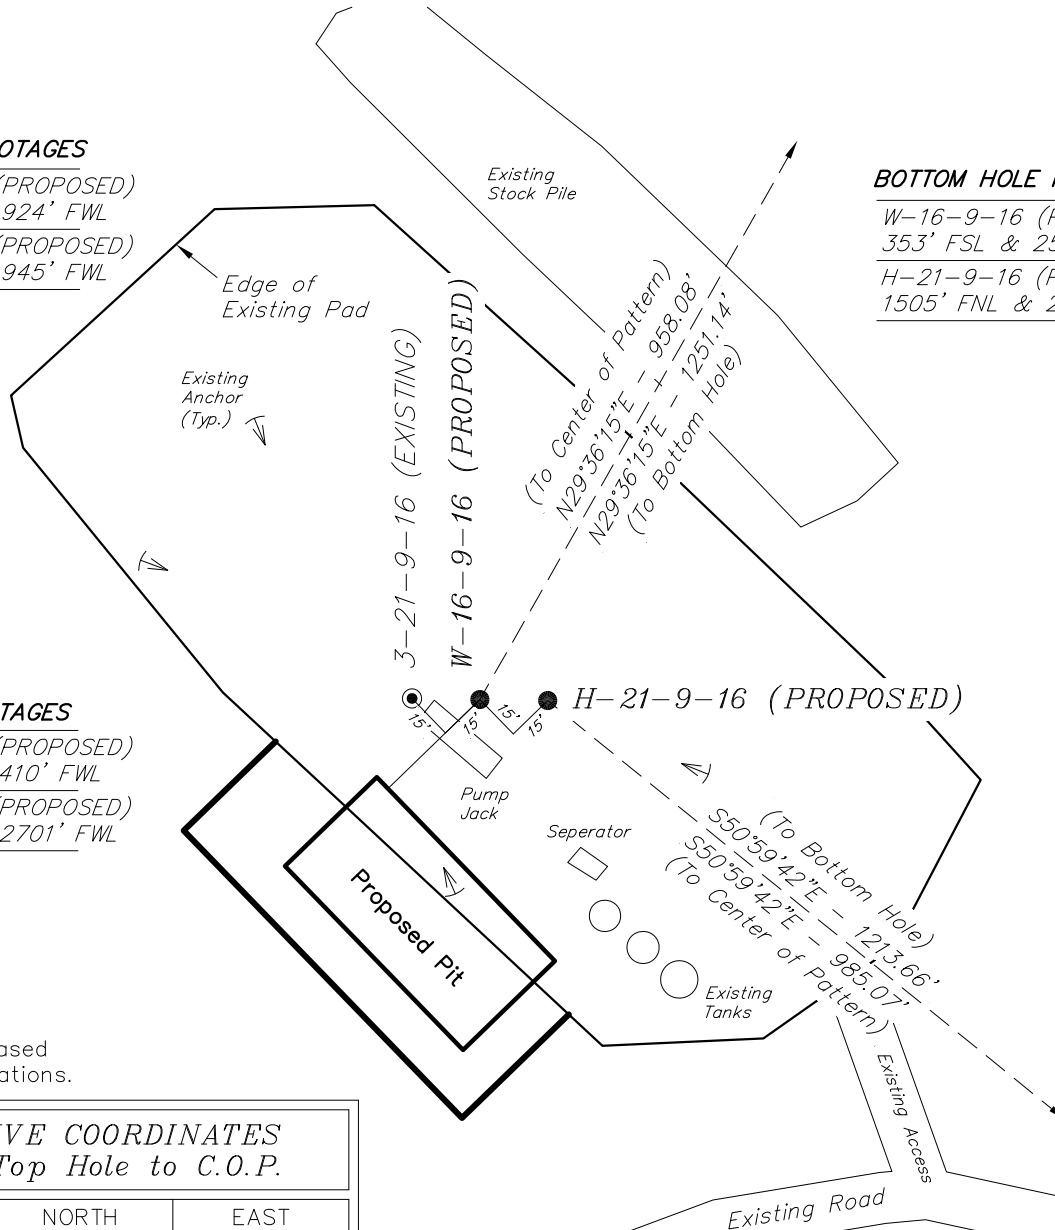 OTAGES
(PROPOSED)
924' FWL
(PROPOSED)
945' FWL
Existing
Stock Pile
BOTTOM HOLE
W-16-9-16
353' FSL & 25
H-21-9-16
1505' FNL & 2
Edge of
Existing Pad
Existing
Anchor
(Typ.)
3-21-9-16 (EXISTING)
W-16-9-16 (PROPOSED)
(To Center of Pattern)
N29°36'15"E - 958.08'
N29°36'15"E - 1251.14'
(To Bottom Hole)
H-21-9-16 (PROPOSED)
15'
15'
15'
15'
TAGES
(PROPOSED)
410' FWL
(PROPOSED)
2701' FWL
Pump
Jack
Seperator
(To Bottom Hole)
S50°59'42"E - 1213.66'
S50°59'42"E - 985.07'
(To Center of Pattern)
Proposed Pit
Existing
Tanks
ased
ations.
Existing Access
Existing Road
IVE COORDINATES
Top Hole to C.O.P.
NORTH
EAST